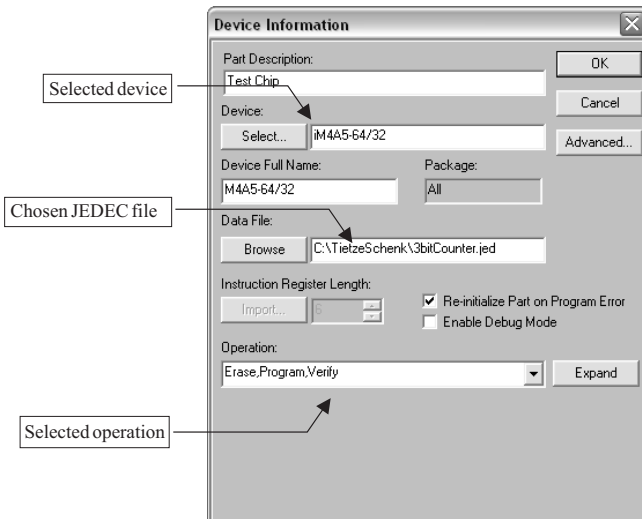 Device Information
Part Description:
OK
Test Chip
Selected device
Cancel
Device:
Select...
iM4A5-64/32
Advanced...
Device Full Name:
Package:
M4A5-64/32
All
Chosen JEDEC file
Data File:
Browse
C:\TietzeSchenk\3bitCounter.jed
Instruction Register Length:
Import...
6
Re-initialize Part on Program Error
Enable Debug Mode
Operation:
Erase,Program,Verify
Expand
Selected operation